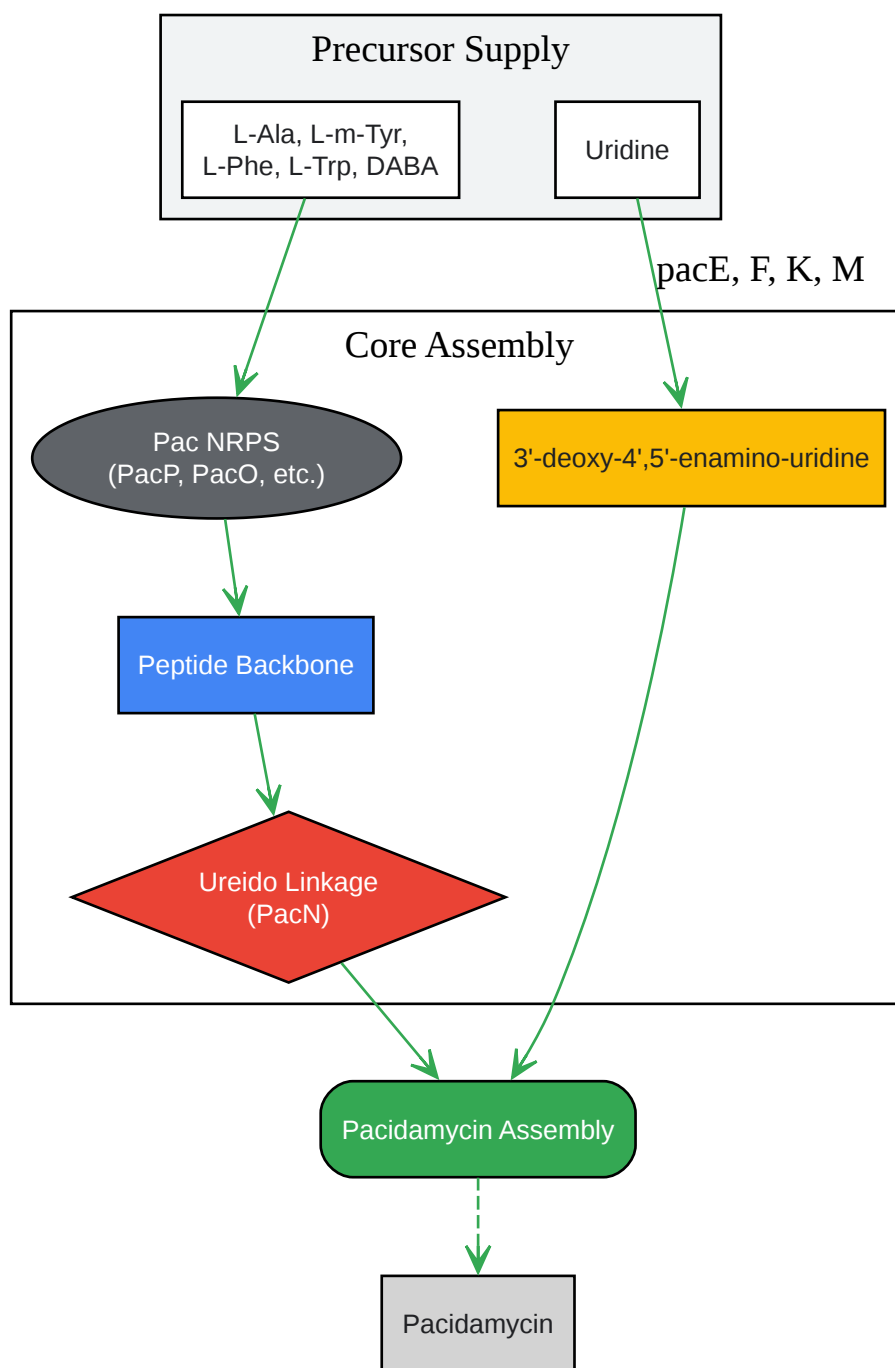 Precursor Supply
L-Ala, L-m-Tyr,
L-Phe, L-Trp, DABA
Uridine
pacE, F, K, M
Core Assembly
Pac NRPS
(PacP, PacO, etc.)
3'-deoxy-4',5'-enamino-uridine
Peptide Backbone
Ureido Linkage
(PacN)
Pacidamycin Assembly
Pacidamycin